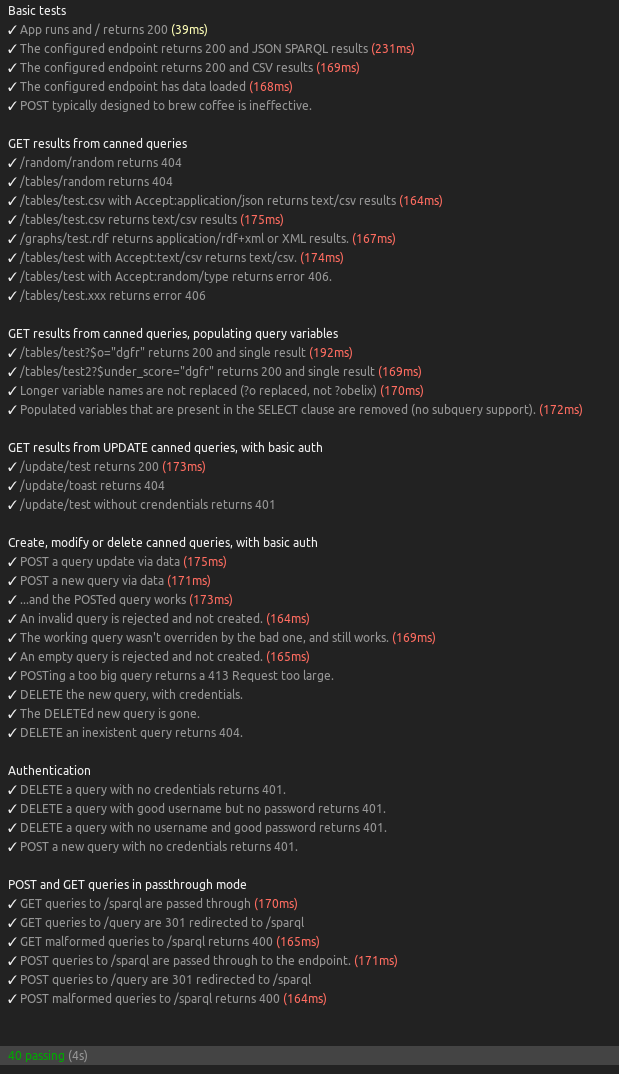 Basic tests
✓ App runs and / returns 200 (39ms)
✓ The configured endpoint returns 200 and JSON SPARQL results (231ms)
✓ The configured endpoint returns 200 and CSV results (169ms)
✓ The configured endpoint has data loaded (168ms)
✓ POST typically designed to brew coffee is ineffective.
GET results from canned queries
✓ /random/random returns 404
✓ /tables/random returns 404
✓ /tables/test.csv with Accept:application/json returns text/csv results (164ms)
✓ /tables/test.csv returns text/csv results (175ms)
✓ /graphs/test.rdf returns application/rdf+xml or XML results. (167ms)
✓ /tables/test with Accept:text/csv returns text/csv. (174ms)
✓ /tables/test with Accept:random/type returns error 406.
✓ /tables/test.xxx returns error 406
GET results from canned queries, populating query variables
✓ /tables/test?$o="dgfr" returns 200 and single result (192ms)
✓ /tables/test2?$under_score="dgfr" returns 200 and single result (169ms)
✓ Longer variable names are not replaced (?o replaced, not ?obelix) (170ms)
✓ Populated variables that are present in the SELECT clause are removed (no subquery support). (172ms)
GET results from UPDATE canned queries, with basic auth
✓ /update/test returns 200 (173ms)
✓ /update/toast returns 404
✓ /update/test without crendentials returns 401
Create, modify or delete canned queries, with basic auth
✓ POST a query update via data (175ms)
✓ POST a new query via data (171ms)
✓ ...and the POSTed query works (173ms)
✓ An invalid query is rejected and not created. (164ms)
✓ The working query wasn't overriden by the bad one, and still works. (169ms)
✓ An empty query is rejected and not created. (165ms)
✓ POSTing a too big query returns a 413 Request too large.
✓ DELETE the new query, with credentials.
✓ The DELETEd new query is gone.
✓ DELETE an inexistent query returns 404.
Authentication
✓ DELETE a query with no credentials returns 401.
✓ DELETE a query with good username but no password returns 401.
✓ DELETE a query with no username and good password returns 401.
✓ POST a new query with no credentials returns 401.
POST and GET queries in passthrough mode
✓ GET queries to /sparql are passed through (170ms)
✓ GET queries to /query are 301 redirected to /sparql
✓ GET malformed queries to /sparql returns 400 (165ms)
✓ POST queries to /sparql are passed through to the endpoint. (171ms)
✓ POST queries to /query are 301 redirected to /sparql
✓ POST malformed queries to /sparql returns 400 (164ms)
40 passing (4s)